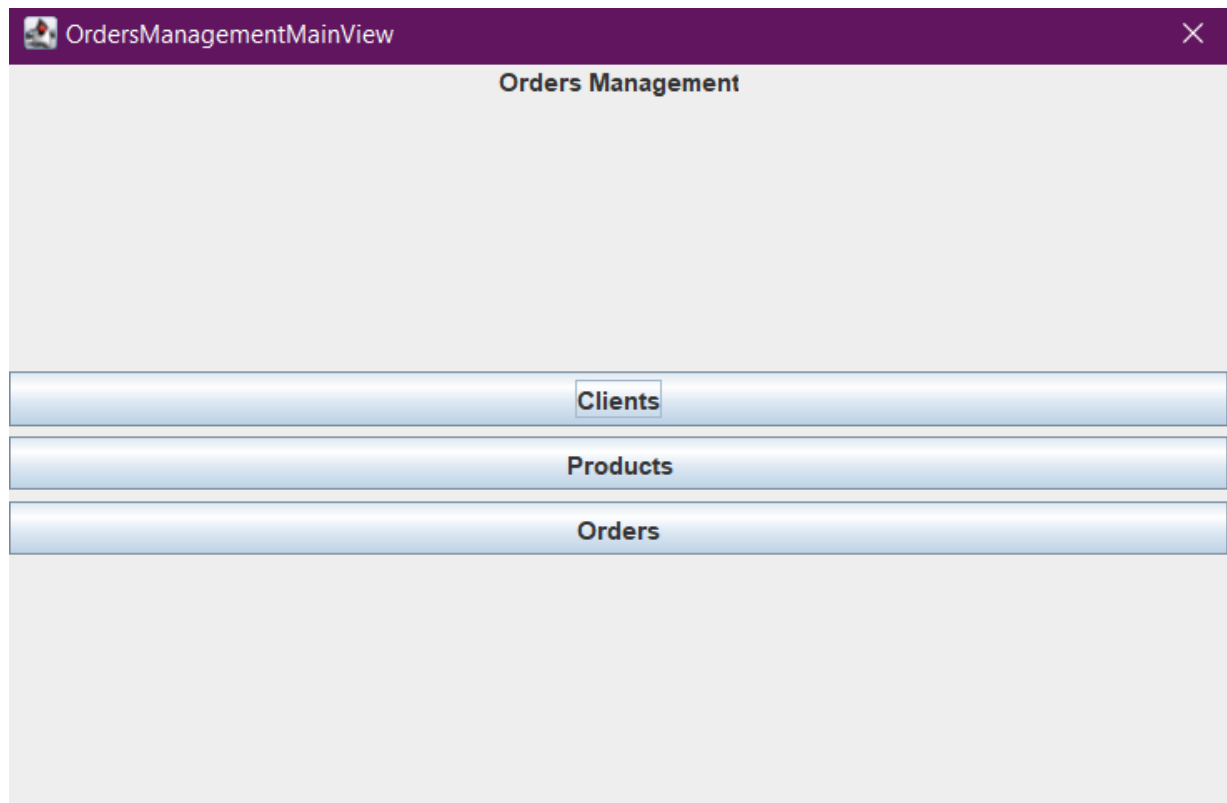 OrdersManagementMainView
Orders Management
Clients
Products
Orders